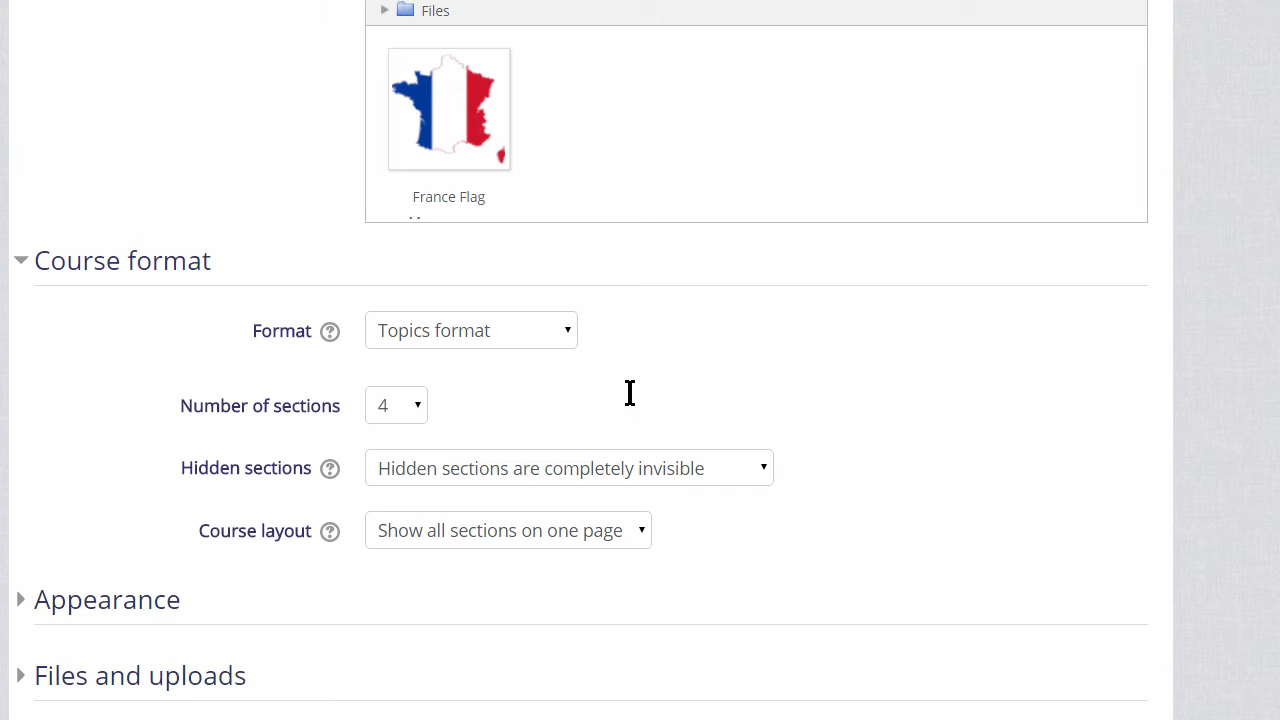 Files
France Flag
Course format
Format
Topics format
Number of sections
4
Hidden sections
Hidden sections are completely invisible
Course layout
Show all sections on one page
Appearance
Files and uploads